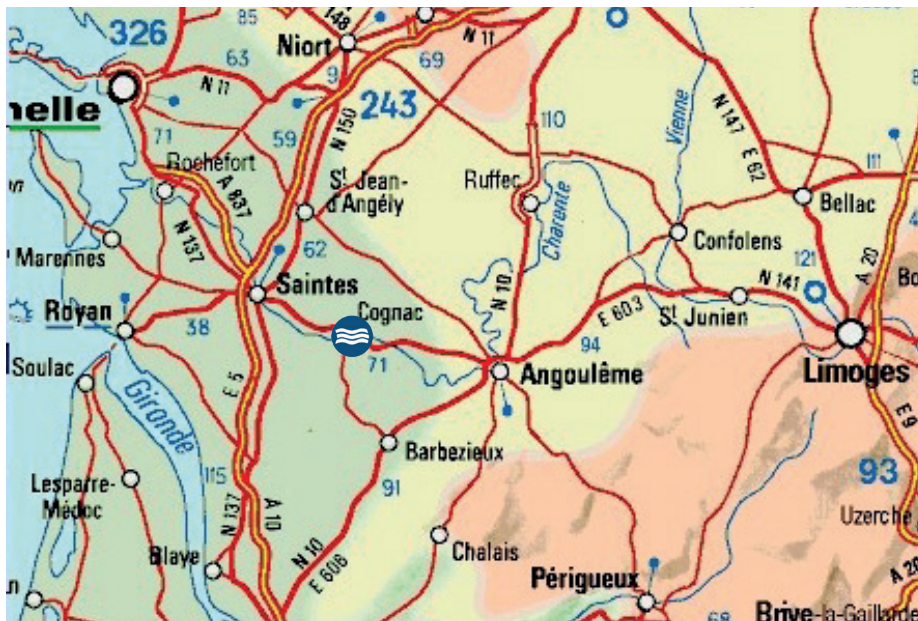 326
85
148
Niort
N 11
63
N 11
9
69
243
N 147
Vienne
110
nelle
71
Rochefort
59
N 150
E 62
111
A 837
St Jean-
d'Angély
Ruffec
Charente
Bellac
N 137
Confolens
Marennes
62
121
A 20
Saintes
N 10
N 141
Cognac
E 603
St Junien
Royan
38
71
94
Soulac
Angoulême
Limoges
Gironde
E 5
E 9
Barbezieux
Lesparre-
Médoc
115
91
93
N 137
A 10
Uzerche
Blaye
N 10
E 606
Chalais
Périgueux
A 20
68
Brive-la-Gaillarde